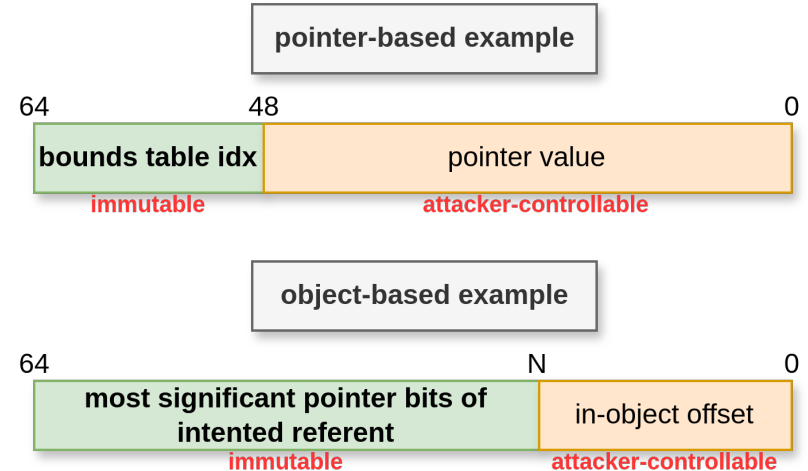 pointer-based example
64 48 0
bounds table idx pointer value
immutable attacker-controllable
object-based example
64 N 0
most significant pointer bits of
intented referent
in-object offset
immutable attacker-controllable